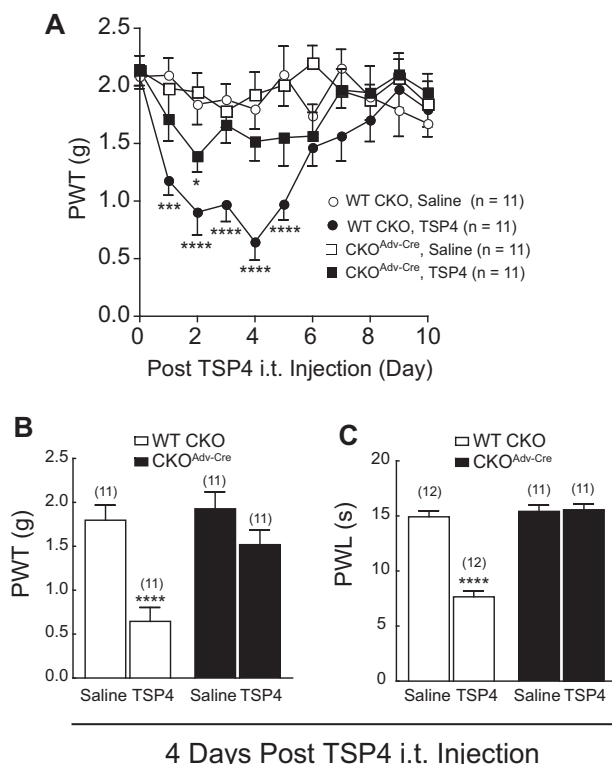 A
2.5
2.0
1.5
1.0
0.5
0.0
PWT (g)
*
***
****
****
****
****
WT CKO, Saline (n = 11)
WT CKO, TSP4 (n = 11)
CKO^Adv-Cre, Saline (n = 11)
CKO^Adv-Cre, TSP4 (n = 11)
0 2 4 6 8 10
Post TSP4 i.t. Injection (Day)
B
WT CKO
CKO^Adv-Cre
2.5
2.0
1.5
1.0
0.5
0.0
PWT (g)
(11)
(11)
****
(11)
(11)
Saline TSP4 Saline TSP4
C
WT CKO
CKO^Adv-Cre
20
15
10
5
0
PWL (s)
(12)
(12)
****
(11)
(11)
Saline TSP4 Saline TSP4
4 Days Post TSP4 i.t. Injection